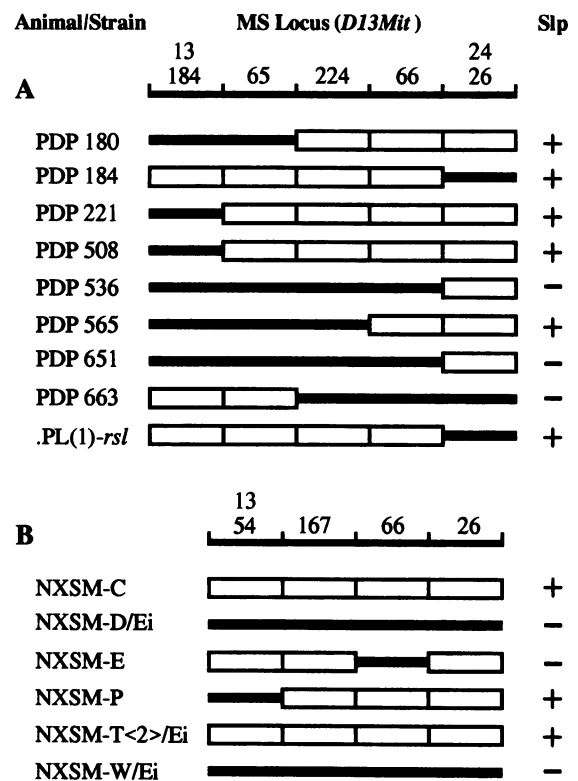 Animal/Strain MS Locus (D13Mit) Slp
13 24
184 65 224 66 26
A
PDP 180 +
PDP 184 +
PDP 221 +
PDP 508 +
PDP 536 −
PDP 565 +
PDP 651 −
PDP 663 −
.PL(1)-rsl +
13
54 167 66 26
B
NXSM-C +
NXSM-D/Ei −
NXSM-E −
NXSM-P +
NXSM-T<2>/Ei +
NXSM-W/Ei −